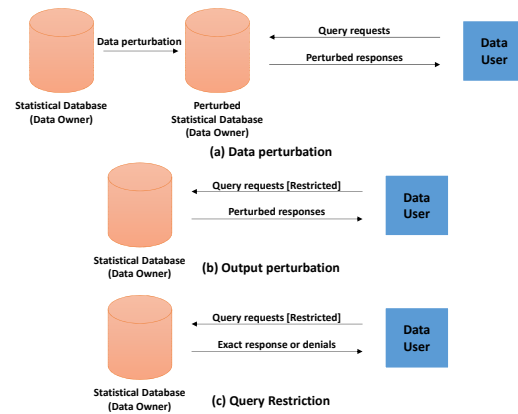 Query requests
Data perturbation
Data
User
Perturbed responses
Statistical Database
(Data Owner)
Perturbed
Statistical Database
(Data Owner)
(a) Data perturbation
Query requests [Restricted]
Data
User
Perturbed responses
Statistical Database
(Data Owner)
(b) Output perturbation
Query requests [Restricted]
Data
User
Exact response or denials
Statistical Database
(Data Owner)
(c) Query Restriction